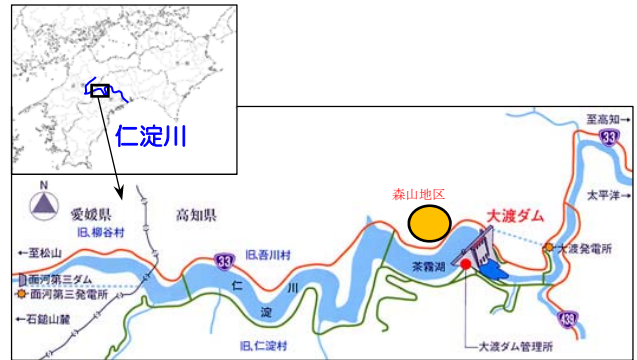 仁淀川
至高知→
33
太平洋→
N
愛媛県
高知県
旧、柳谷村
森山地区
大渡ダム
←至松山
33
旧、吾川村
大渡発電所
面河第三ダム
面河第三発電所
仁淀川
茶霧湖
←石鎚山麓
439
旧、仁淀村
大渡ダム管理所